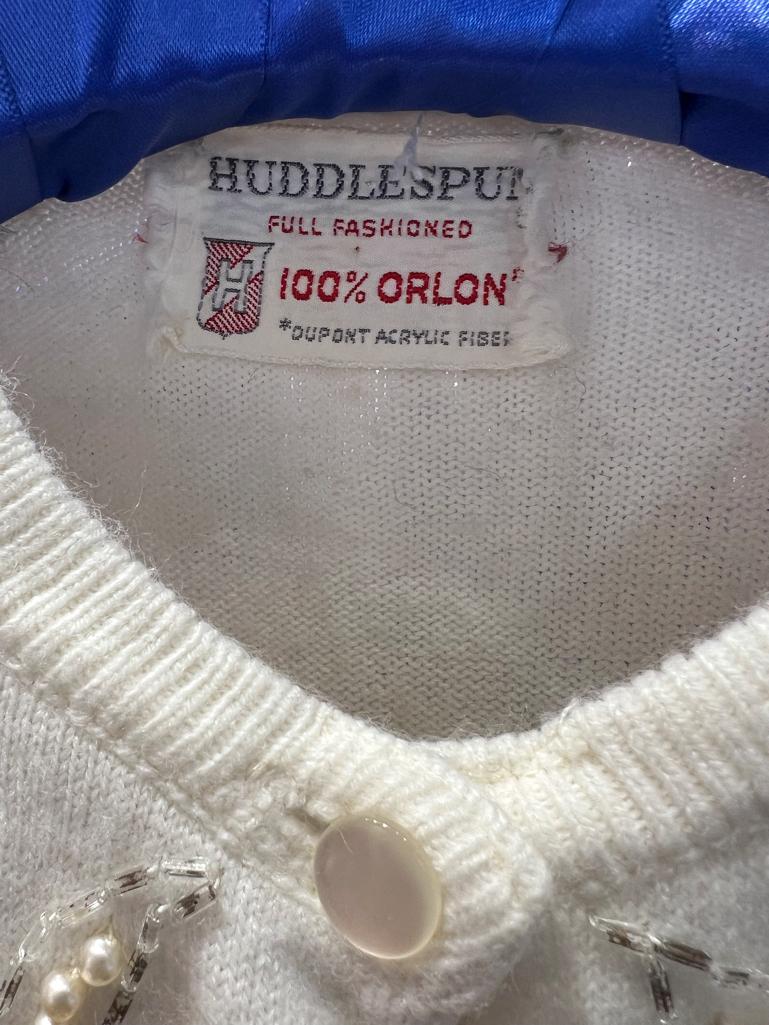 HUDDLESPUN
FULL FASHIONED
H
100% ORLON*
*DUPONT ACRYLIC FIBER